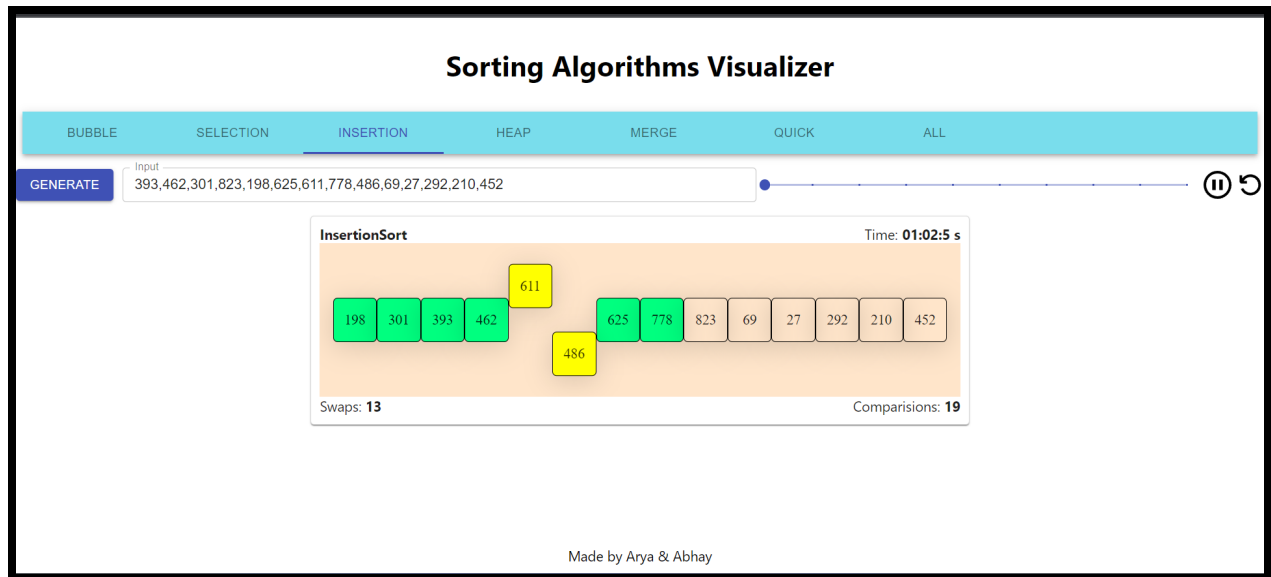 Sorting Algorithms Visualizer
BUBBLE SELECTION INSERTION HEAP MERGE QUICK ALL
Input
GENERATE 393,462,301,823,198,625,611,778,486,69,27,292,210,452
InsertionSort Time: 01:02:5 s
611
198 301 393 462 625 778 823 69 27 292 210 452
486
Swaps: 13 Comparisions: 19
Made by Arya & Abhay